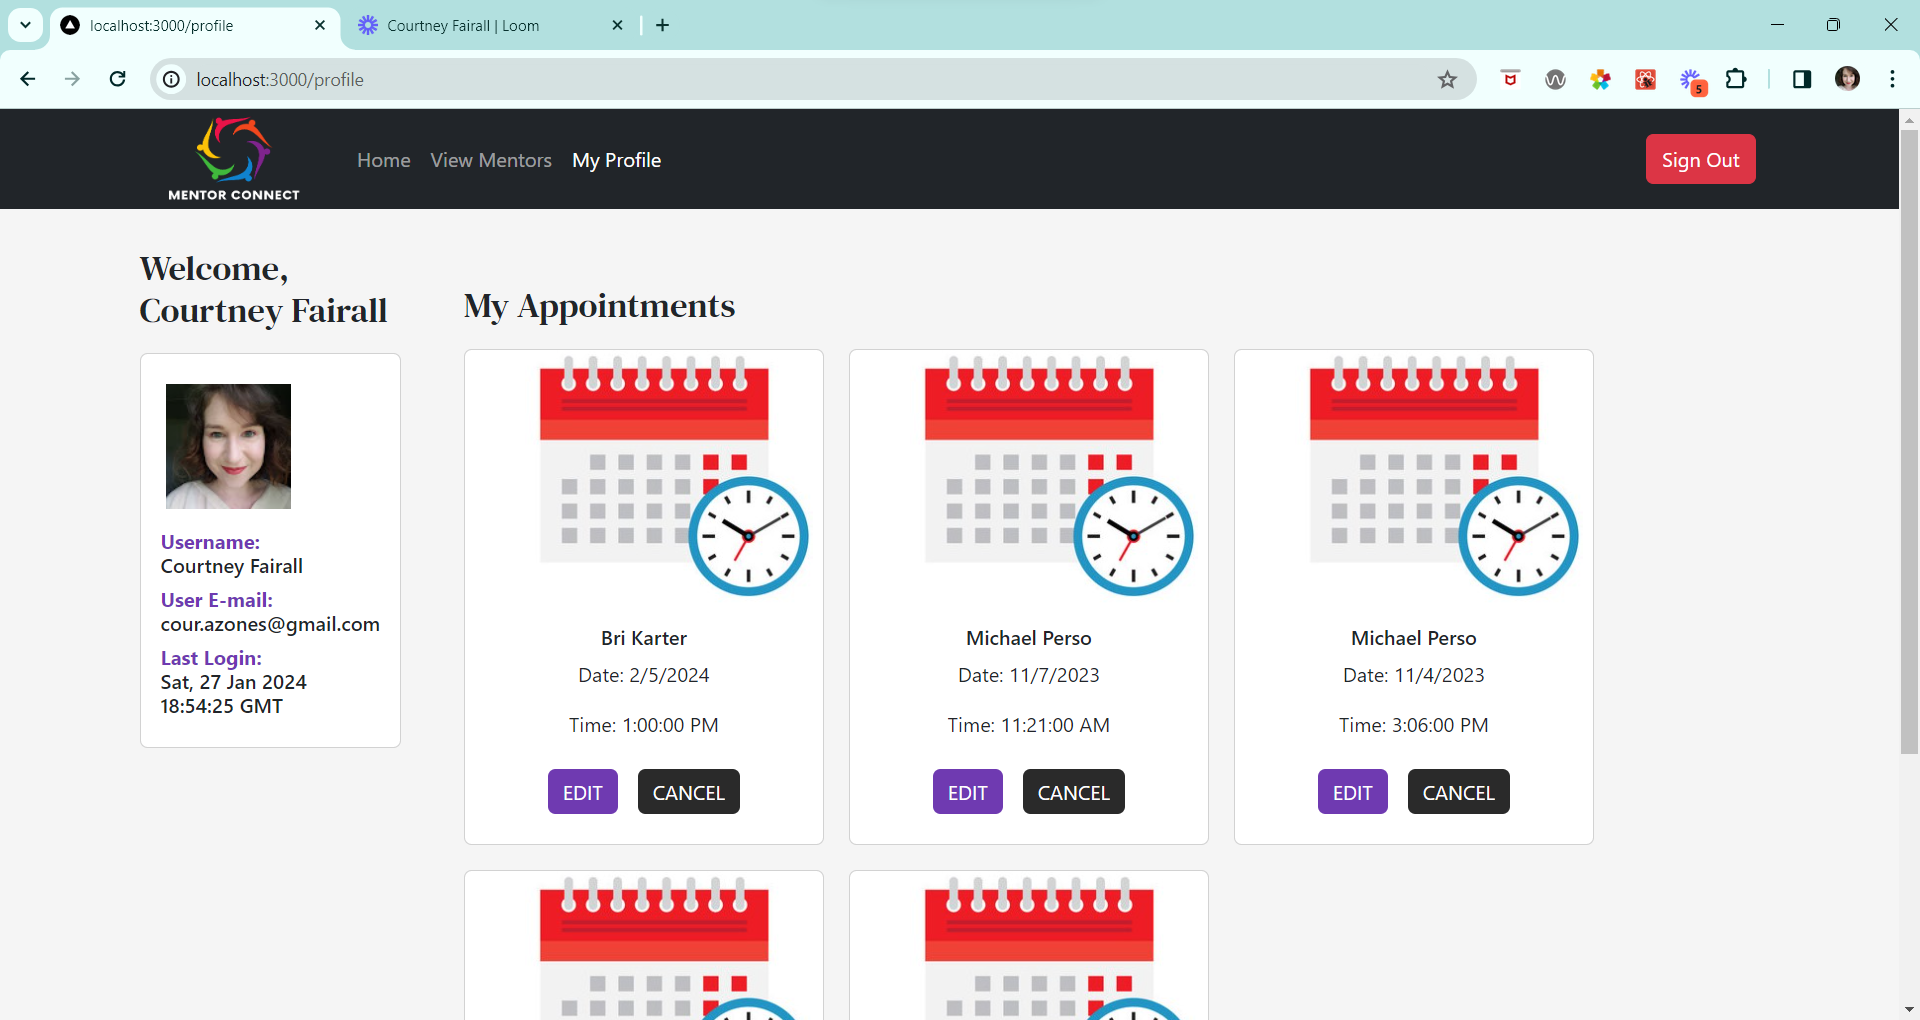 localhost:3000/profile
Courtney Fairall | Loom
localhost:3000/profile
5
MENTOR CONNECT
Home
View Mentors
My Profile
Sign Out
Welcome,
Courtney Fairall
My Appointments
Username:
Courtney Fairall
User E-mail:
cour.azones@gmail.com
Last Login:
Sat, 27 Jan 2024
18:54:25 GMT
Bri Karter
Date: 2/5/2024
Time: 1:00:00 PM
EDIT
CANCEL
Michael Perso
Date: 11/7/2023
Time: 11:21:00 AM
EDIT
CANCEL
Michael Perso
Date: 11/4/2023
Time: 3:06:00 PM
EDIT
CANCEL